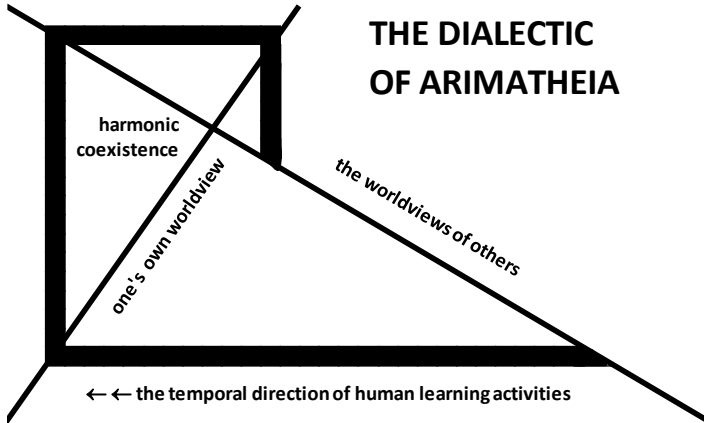 THE DIALECTIC
OF ARIMATHEIA
harmonic
coexistence
one's own worldview
the worldviews of others
←← the temporal direction of human learning activities